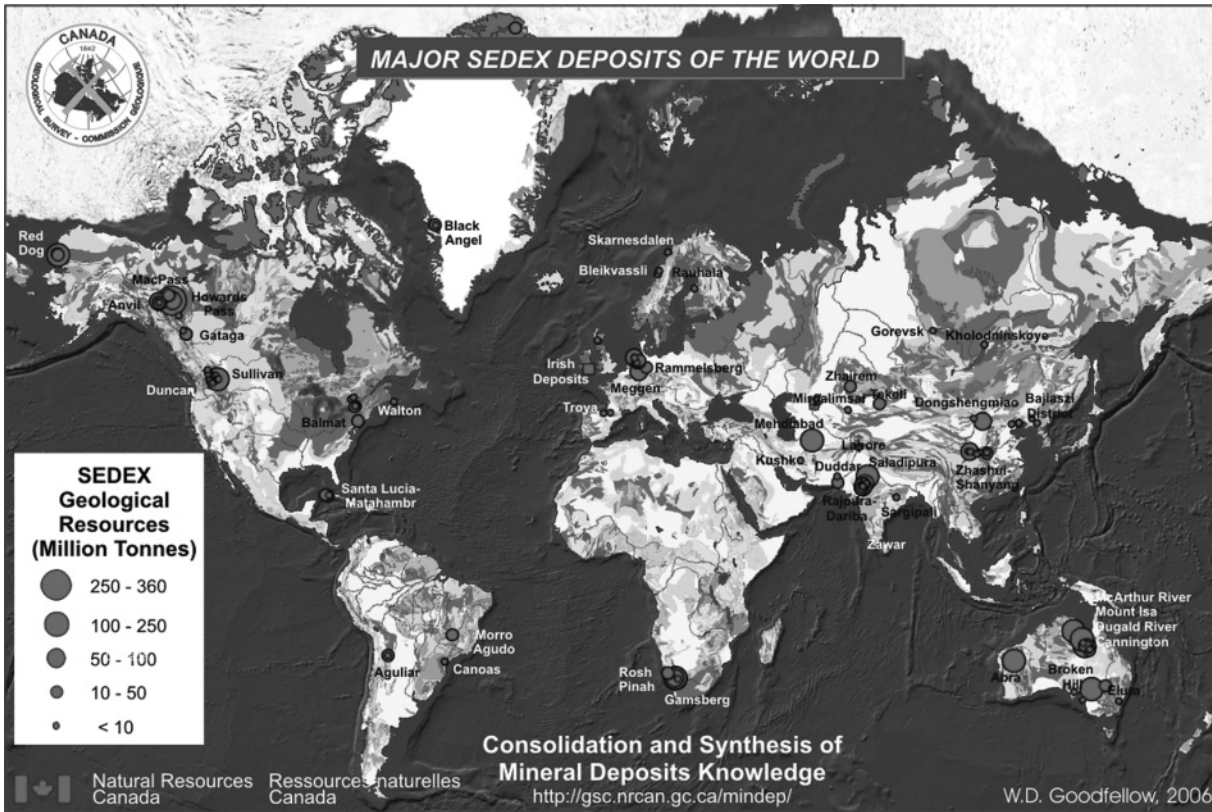 MAJOR SEDEX DEPOSITS OF THE WORLD
CANADA
1842
GEOLOGICAL SURVEY - COMMISSION GÉOLOGIQUE
Red
Dog
MacPass
Anvil
Howards
Pass
Gataga
Sullivan
Duncan
Balmat
Walton
Santa Lucia-
Matahambr
Black
Angel
Skarnesdalen
Bleikvassli
Rauhala
Irish
Deposits
Rammelsberg
Meggen
Troya
Gorevsk
Kholodninskoye
Zhairem
Mirgalimsai
Tekeli
Dongshengmiao
Bajiaszi
District
Mehdiabad
Lahore
Kushk
Duddar
Saladipura
Zhashui-
Shanyang
Rajpura-
Dariba
Sargipali
Zawar
McArthur River
Mount Isa
Dugald River
Cannington
Abra
Broken
Hill
Elura
Morro
Agudo
Canoas
Aguliar
Rosh
Pinah
Gamsberg
SEDEX
Geological
Resources
(Million Tonnes)
250 - 360
100 - 250
50 - 100
10 - 50
< 10
Consolidation and Synthesis of
Mineral Deposits Knowledge
http://gsc.nrcan.gc.ca/mindep/
Natural Resources
Canada
Ressources naturelles
Canada
W.D. Goodfellow, 2006